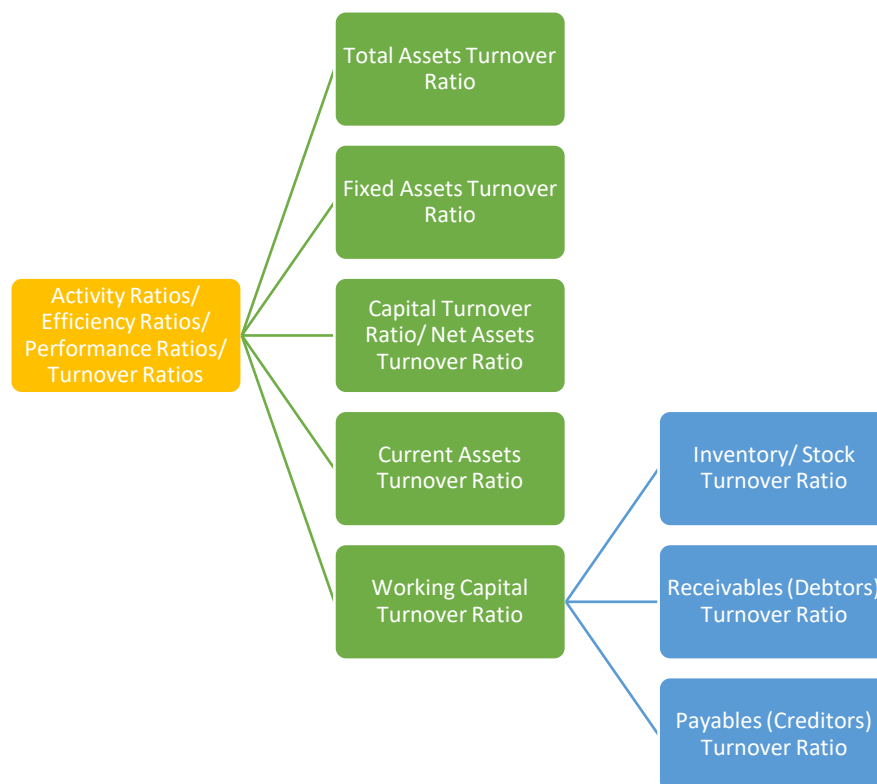 Total Assets Turnover
Ratio
Fixed Assets Turnover
Ratio
Activity Ratios/
Efficiency Ratios/
Performance Ratios/
Turnover Ratios
Capital Turnover
Ratio/ Net Assets
Turnover Ratio
Current Assets
Turnover Ratio
Inventory/ Stock
Turnover Ratio
Working Capital
Turnover Ratio
Receivables (Debtors)
Turnover Ratio
Payables (Creditors)
Turnover Ratio